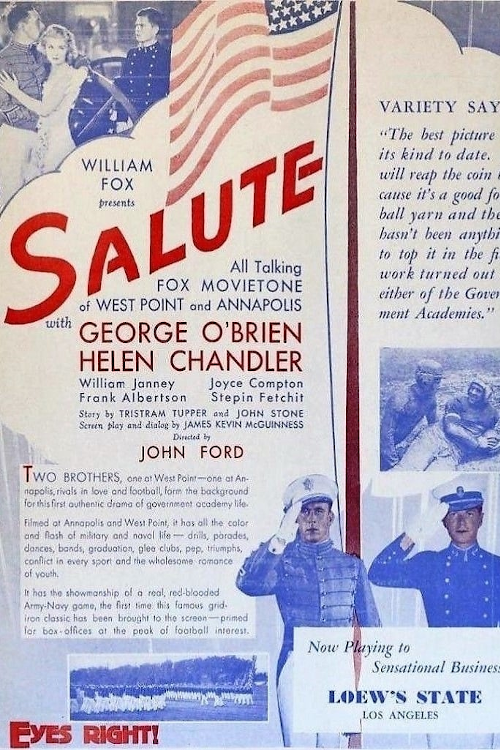 WILLIAM
FOX
presents
SALUTE
All Talking
FOX MOVIETONE
of WEST POINT and ANNAPOLIS
with
GEORGE O'BRIEN
HELEN CHANDLER
William Janney Joyce Compton
Frank Albertson Stepin Fetchit
Story by TRISTRAM TUPPER and JOHN STONE
Screen play and dialog by JAMES KEVIN McGUINNESS
Directed by
JOHN FORD
TWO BROTHERS, one at West Point—one at An-
napolis, rivals in love and football, form the background
for this first authentic drama of government academy life.
Filmed at Annapolis and West Point, it has all the color
and flash of military and naval life — drills, parades,
dances, bands, graduation, glee clubs, pep, triumphs,
conflict in every sport and the wholesome romance
of youth.
It has the showmanship of a real, red-blooded
Army-Navy game, the first time this famous grid-
iron classic has been brought to the screen—primed
for box-offices at the peak of football interest.
EYES RIGHT!
VARIETY SAY
"The best picture
its kind to date.
will reap the coin
cause it's a good fo
ball yarn and the
hasn't been anythi
to top it in the fi
work turned out
either of the Gover
ment Academies."
Now Playing to
Sensational Busines
LOEW'S STATE
LOS ANGELES